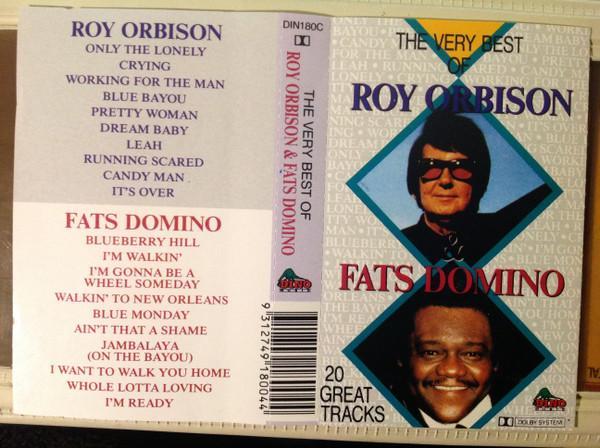 ROY ORBISON
ONLY THE LONELY
CRYING
WORKING FOR THE MAN
BLUE BAYOU
PRETTY WOMAN
DREAM BABY
LEAH
RUNNING SCARED
CANDY MAN
IT'S OVER
FATS DOMINO
BLUEBERRY HILL
I'M WALKIN'
I'M GONNA BE A
WHEEL SOMEDAY
WALKIN' TO NEW ORLEANS
BLUE MONDAY
AIN'T THAT A SHAME
JAMBALAYA
(ON THE BAYOU)
I WANT TO WALK YOU HOME
WHOLE LOTTA LOVING
I'M READY
DIN180C
THE VERY BEST OF
ROY ORBISON & FATS DOMINO
DINO
9 312749 180044
THE VERY BEST
OF
ROY ORBISON
&
FATS DOMINO
20
GREAT
TRACKS
DINO
DOLBY SYSTEM